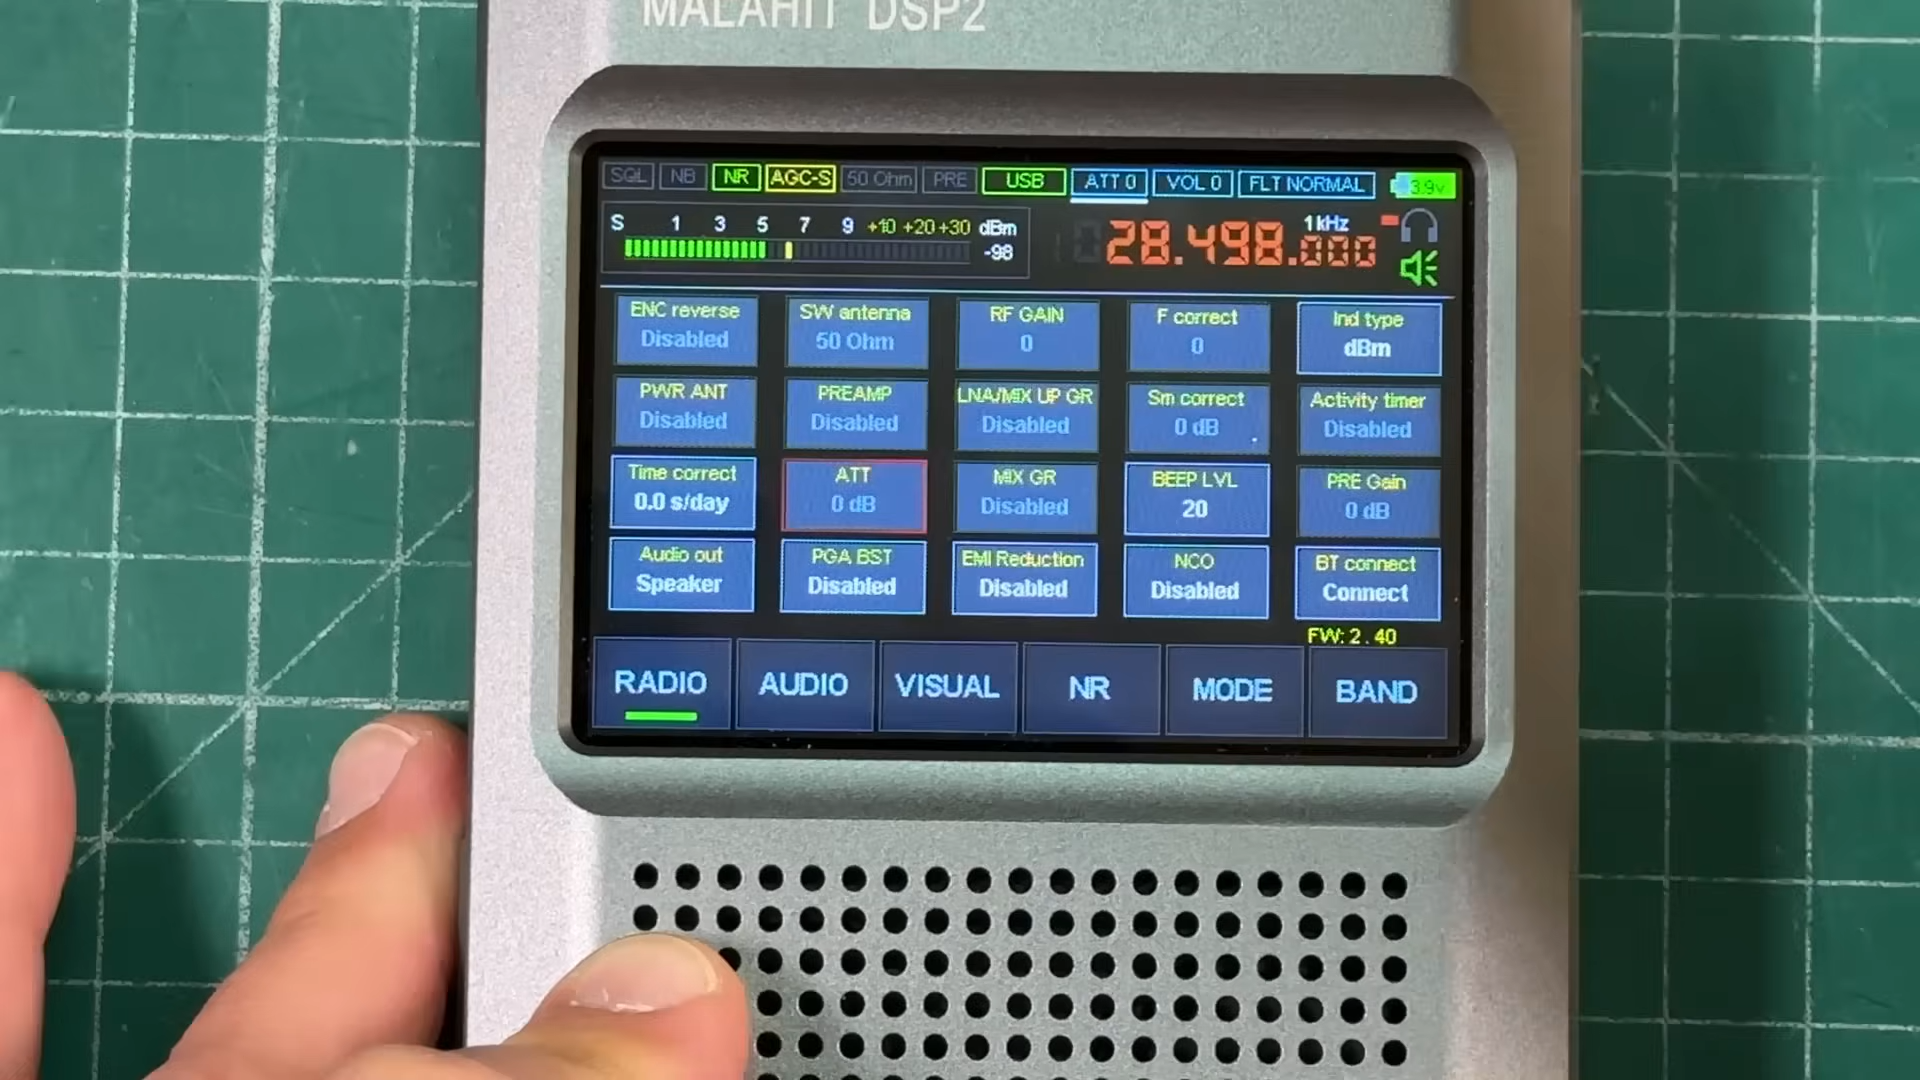 MALAHIT DSP2
SQL NB NR AGC-S 50 Ohm PRE USB ATT 0 VOL 0 FLT NORMAL 3.9v
S 1 3 5 7 9 +10 +20 +30 dBm
-98
28.498.000
1kHz
ENC reverse SW antenna RF GAIN F correct Ind type
Disabled 50 Ohm 0 0 dBm
PWR ANT PREAMP LNA/MIX UP GR Sm correct Activity timer
Disabled Disabled Disabled 0 dB Disabled
Time correct ATT MIX GR BEEP LVL PRE Gain
0.0 s/day 0 dB Disabled 20 0 dB
Audio out PGA BST EMI Reduction NCO BT connect
Speaker Disabled Disabled Disabled Connect
FW: 2.40
RADIO AUDIO VISUAL NR MODE BAND